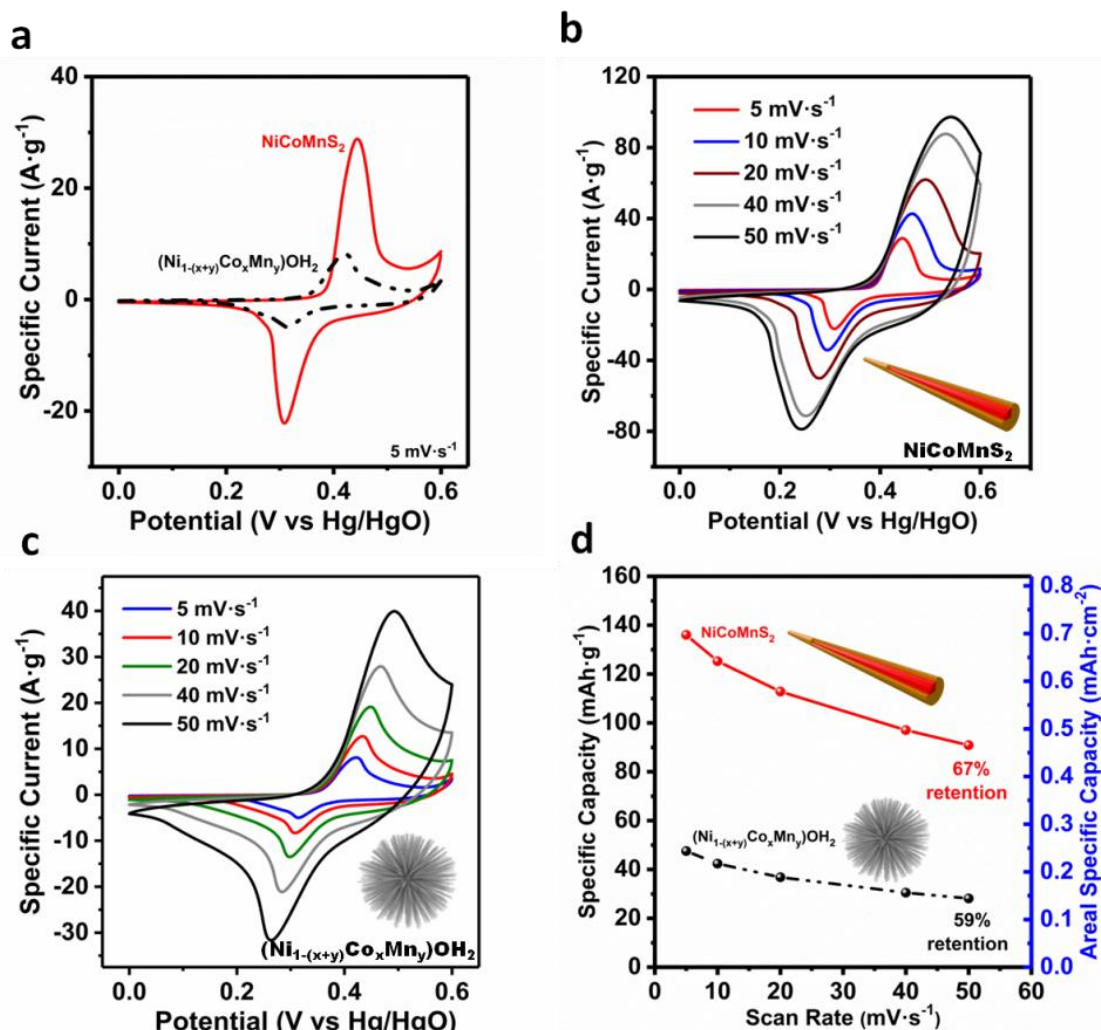 a
40
20
0
-20
Specific Current (A·g⁻¹)
NiCoMnS₂
(Ni₁₋₍ₓ₊ᵧ₎CoₓMnᵧ)OH₂
5 mV·s⁻¹
0.0 0.2 0.4 0.6
Potential (V vs Hg/HgO)
b
120
80
40
0
-40
-80
Specific Current (A·g⁻¹)
5 mV·s⁻¹
10 mV·s⁻¹
20 mV·s⁻¹
40 mV·s⁻¹
50 mV·s⁻¹
NiCoMnS₂
0.0 0.2 0.4 0.6
Potential (V vs Hg/HgO)
c
40
30
20
10
0
-10
-20
-30
Specific Current (A·g⁻¹)
5 mV·s⁻¹
10 mV·s⁻¹
20 mV·s⁻¹
40 mV·s⁻¹
50 mV·s⁻¹
(Ni₁₋₍ₓ₊ᵧ₎CoₓMnᵧ)OH₂
0.0 0.2 0.4 0.6
Potential (V vs Hg/HgO)
d
160
140
120
100
80
60
40
20
0
Specific Capacity (mAh·g⁻¹)
NiCoMnS₂
67%
retention
(Ni₁₋₍ₓ₊ᵧ₎CoₓMnᵧ)OH₂
59%
retention
0.8
0.7
0.6
0.5
0.4
0.3
0.2
0.1
0.0
Areal Specific Capacity (mAh·cm⁻²)
0 10 20 30 40 50 60
Scan Rate (mV·s⁻¹)